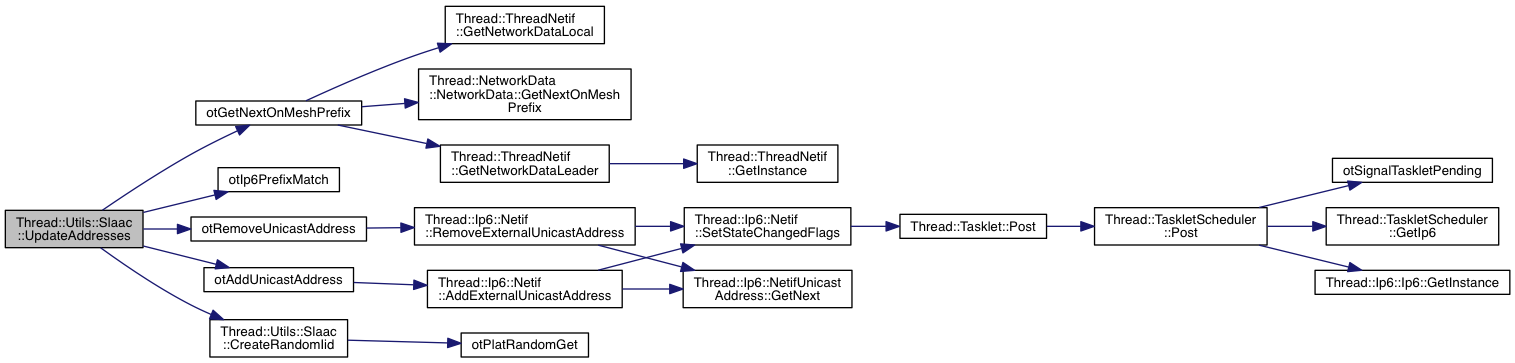 Thread::ThreadNetif
::GetNetworkDataLocal
Thread::NetworkData
::NetworkData::GetNextOnMesh
Prefix
otGetNextOnMeshPrefix
Thread::ThreadNetif
::GetNetworkDataLeader
Thread::ThreadNetif
::GetInstance
otIp6PrefixMatch
Thread::Utils::Slaac
::UpdateAddresses
otRemoveUnicastAddress
Thread::Ip6::Netif
::RemoveExternalUnicastAddress
Thread::Ip6::Netif
::SetStateChangedFlags
Thread::Tasklet::Post
Thread::TaskletScheduler
::Post
otSignalTaskletPending
Thread::TaskletScheduler
::GetIp6
Thread::Ip6::Ip6::GetInstance
otAddUnicastAddress
Thread::Ip6::Netif
::AddExternalUnicastAddress
Thread::Ip6::NetifUnicast
Address::GetNext
Thread::Utils::Slaac
::CreateRandomIid
otPlatRandomGet